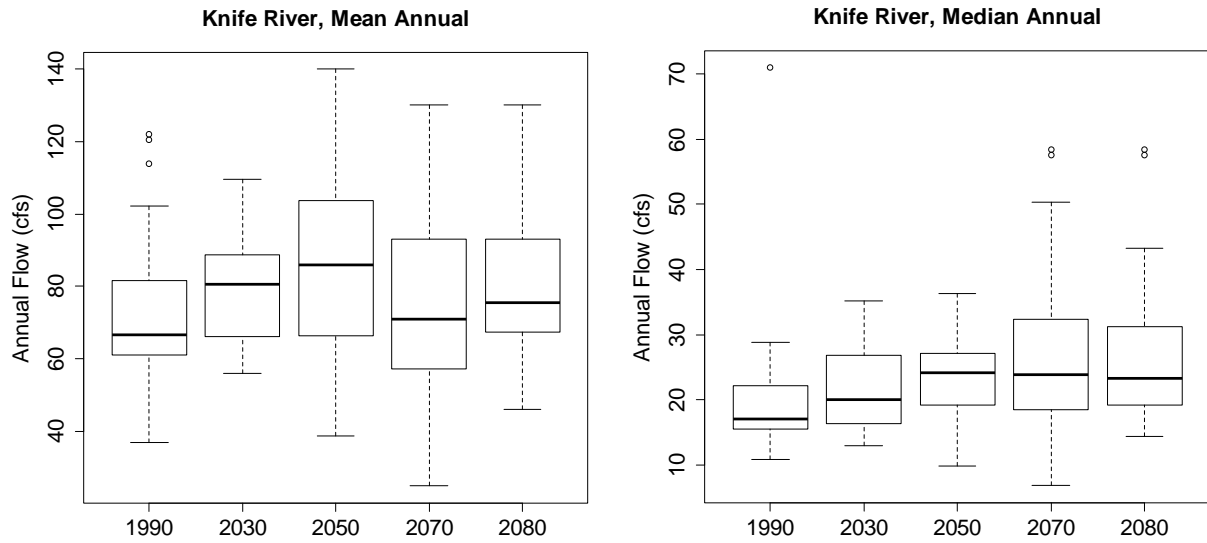 Knife River, Mean Annual
Annual Flow (cfs)
140
120
100
80
60
40
1990 2030 2050 2070 2080
Knife River, Median Annual
Annual Flow (cfs)
70
60
50
40
30
20
10
1990 2030 2050 2070 2080